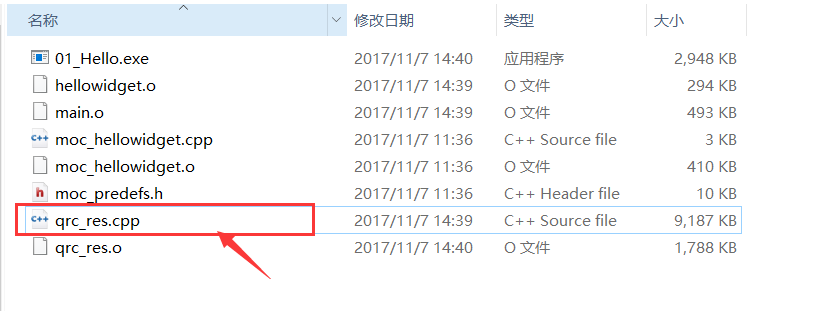 名称 修改日期 类型 大小
01_Hello.exe 2017/11/7 14:40 应用程序 2,948 KB
hellowidget.o 2017/11/7 14:39 O 文件 294 KB
main.o 2017/11/7 14:39 O 文件 493 KB
moc_hellowidget.cpp 2017/11/7 11:36 C++ Source file 3 KB
moc_hellowidget.o 2017/11/7 11:36 O 文件 410 KB
moc_predefs.h 2017/11/7 11:36 C++ Header file 10 KB
qrc_res.cpp 2017/11/7 14:39 C++ Source file 9,187 KB
qrc_res.o 2017/11/7 14:40 O 文件 1,788 KB